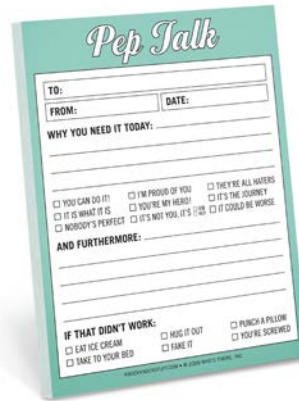 Pep Talk
TO:
FROM: DATE:
WHY YOU NEED IT TODAY:
YOU CAN DO IT! I'M PROUD OF YOU THEY'RE ALL HATERS
IT IS WHAT IT IS YOU'RE MY HERO! IT'S THE JOURNEY
NOBODY'S PERFECT IT'S NOT YOU, IT'S IT COULD BE WORSE
AND FURTHERMORE:
IF THAT DIDN'T WORK:
EAT ICE CREAM HUG IT OUT PUNCH A PILLOW
TAKE TO YOUR BED FAKE IT YOU'RE SCREWED